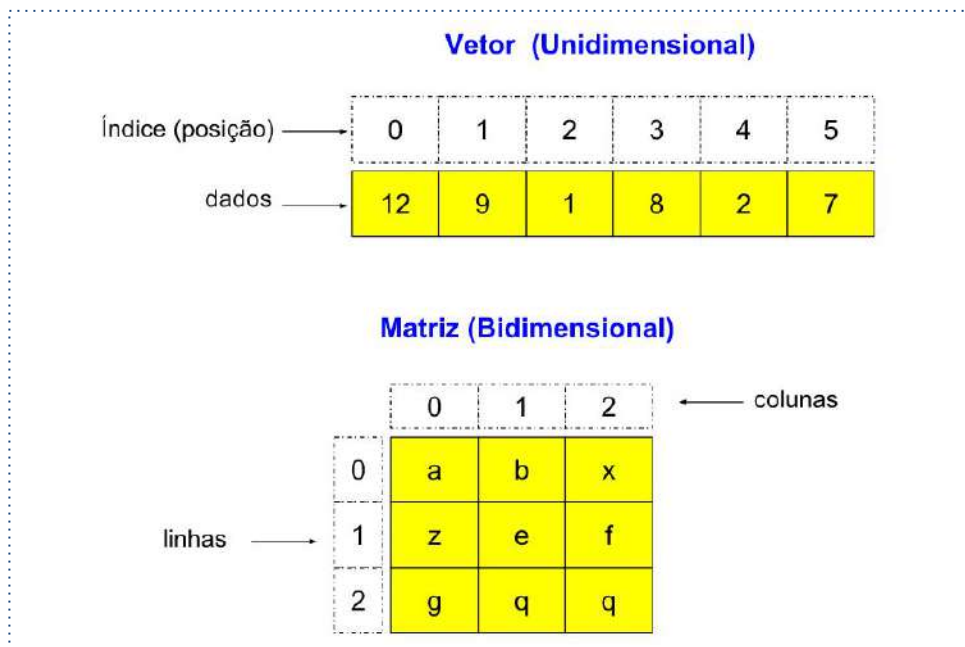 Vetor (Unidimensional)
Índice (posição) 0 1 2 3 4 5
dados 12 9 1 8 2 7
Matriz (Bidimensional)
0 1 2 colunas
0 a b x
linhas 1 z e f
2 g q q